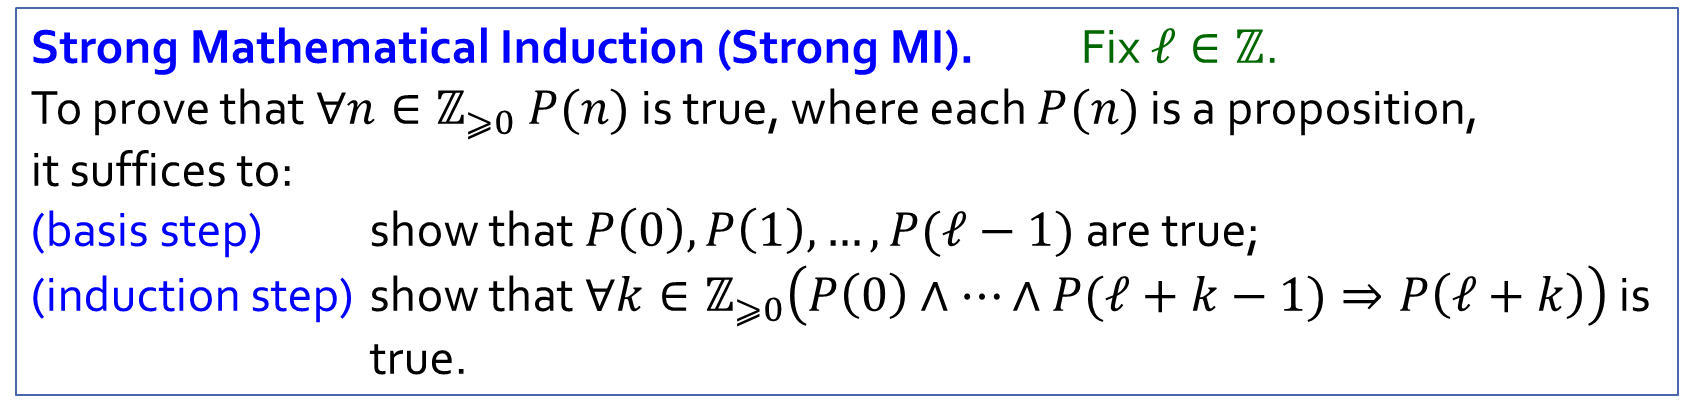 Strong Mathematical Induction (Strong MI). Fix ℓ ∈ ℤ.
To prove that ∀n ∈ ℤ⩾0 P(n) is true, where each P(n) is a proposition,
it suffices to:
(basis step) show that P(0), P(1), …, P(ℓ − 1) are true;
(induction step) show that ∀k ∈ ℤ⩾0(P(0) ∧ ⋯ ∧ P(ℓ + k − 1) ⇒ P(ℓ + k)) is
true.